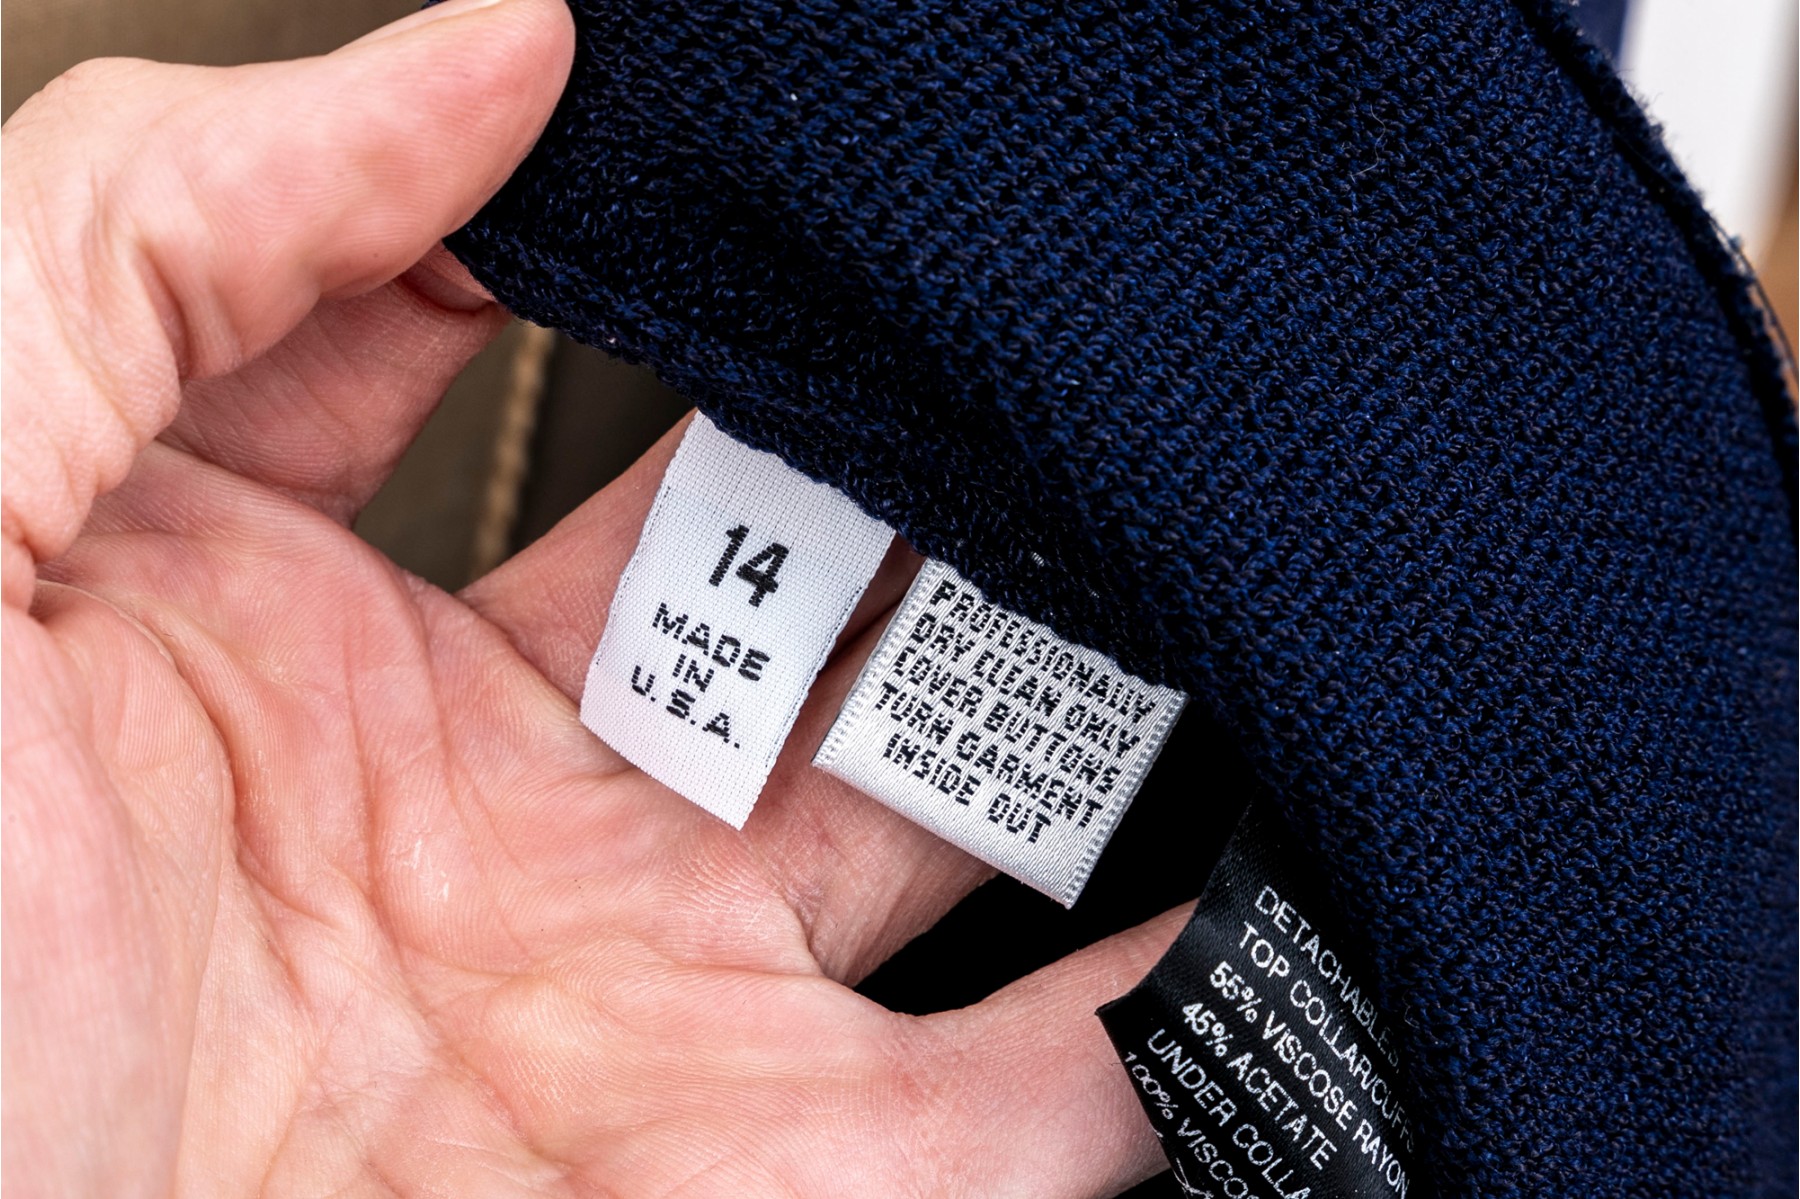 14
MADE
IN
U.S.A.
PROFESSIONALLY
DRY CLEAN ONLY
COVER BUTTONS
TURN GARMENT
INSIDE OUT
DETACHABLE
TOP COLLAR/CUFF
55% VISCOSE RAYON
45% ACETATE
UNDER COLLA
100% VISCO